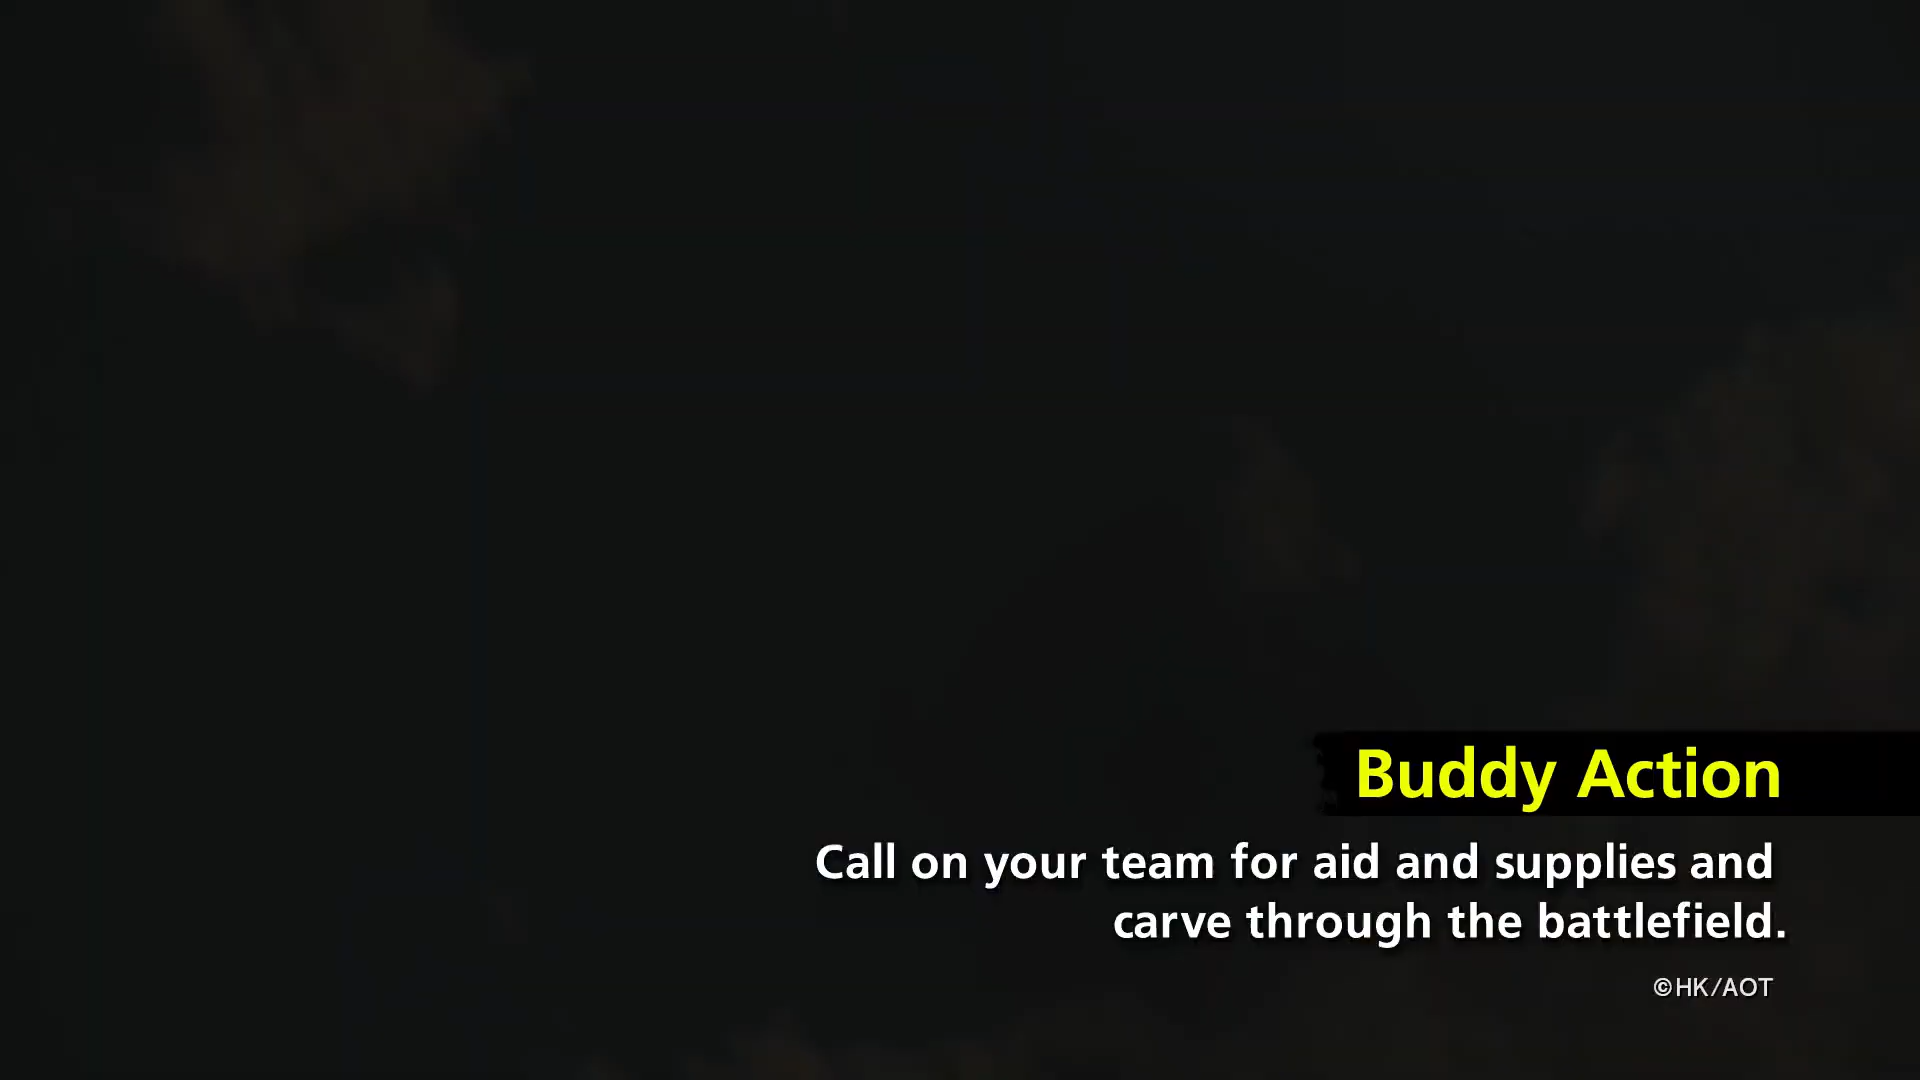 Buddy Action
Call on your team for aid and supplies and
carve through the battlefield.
©HK/AOT